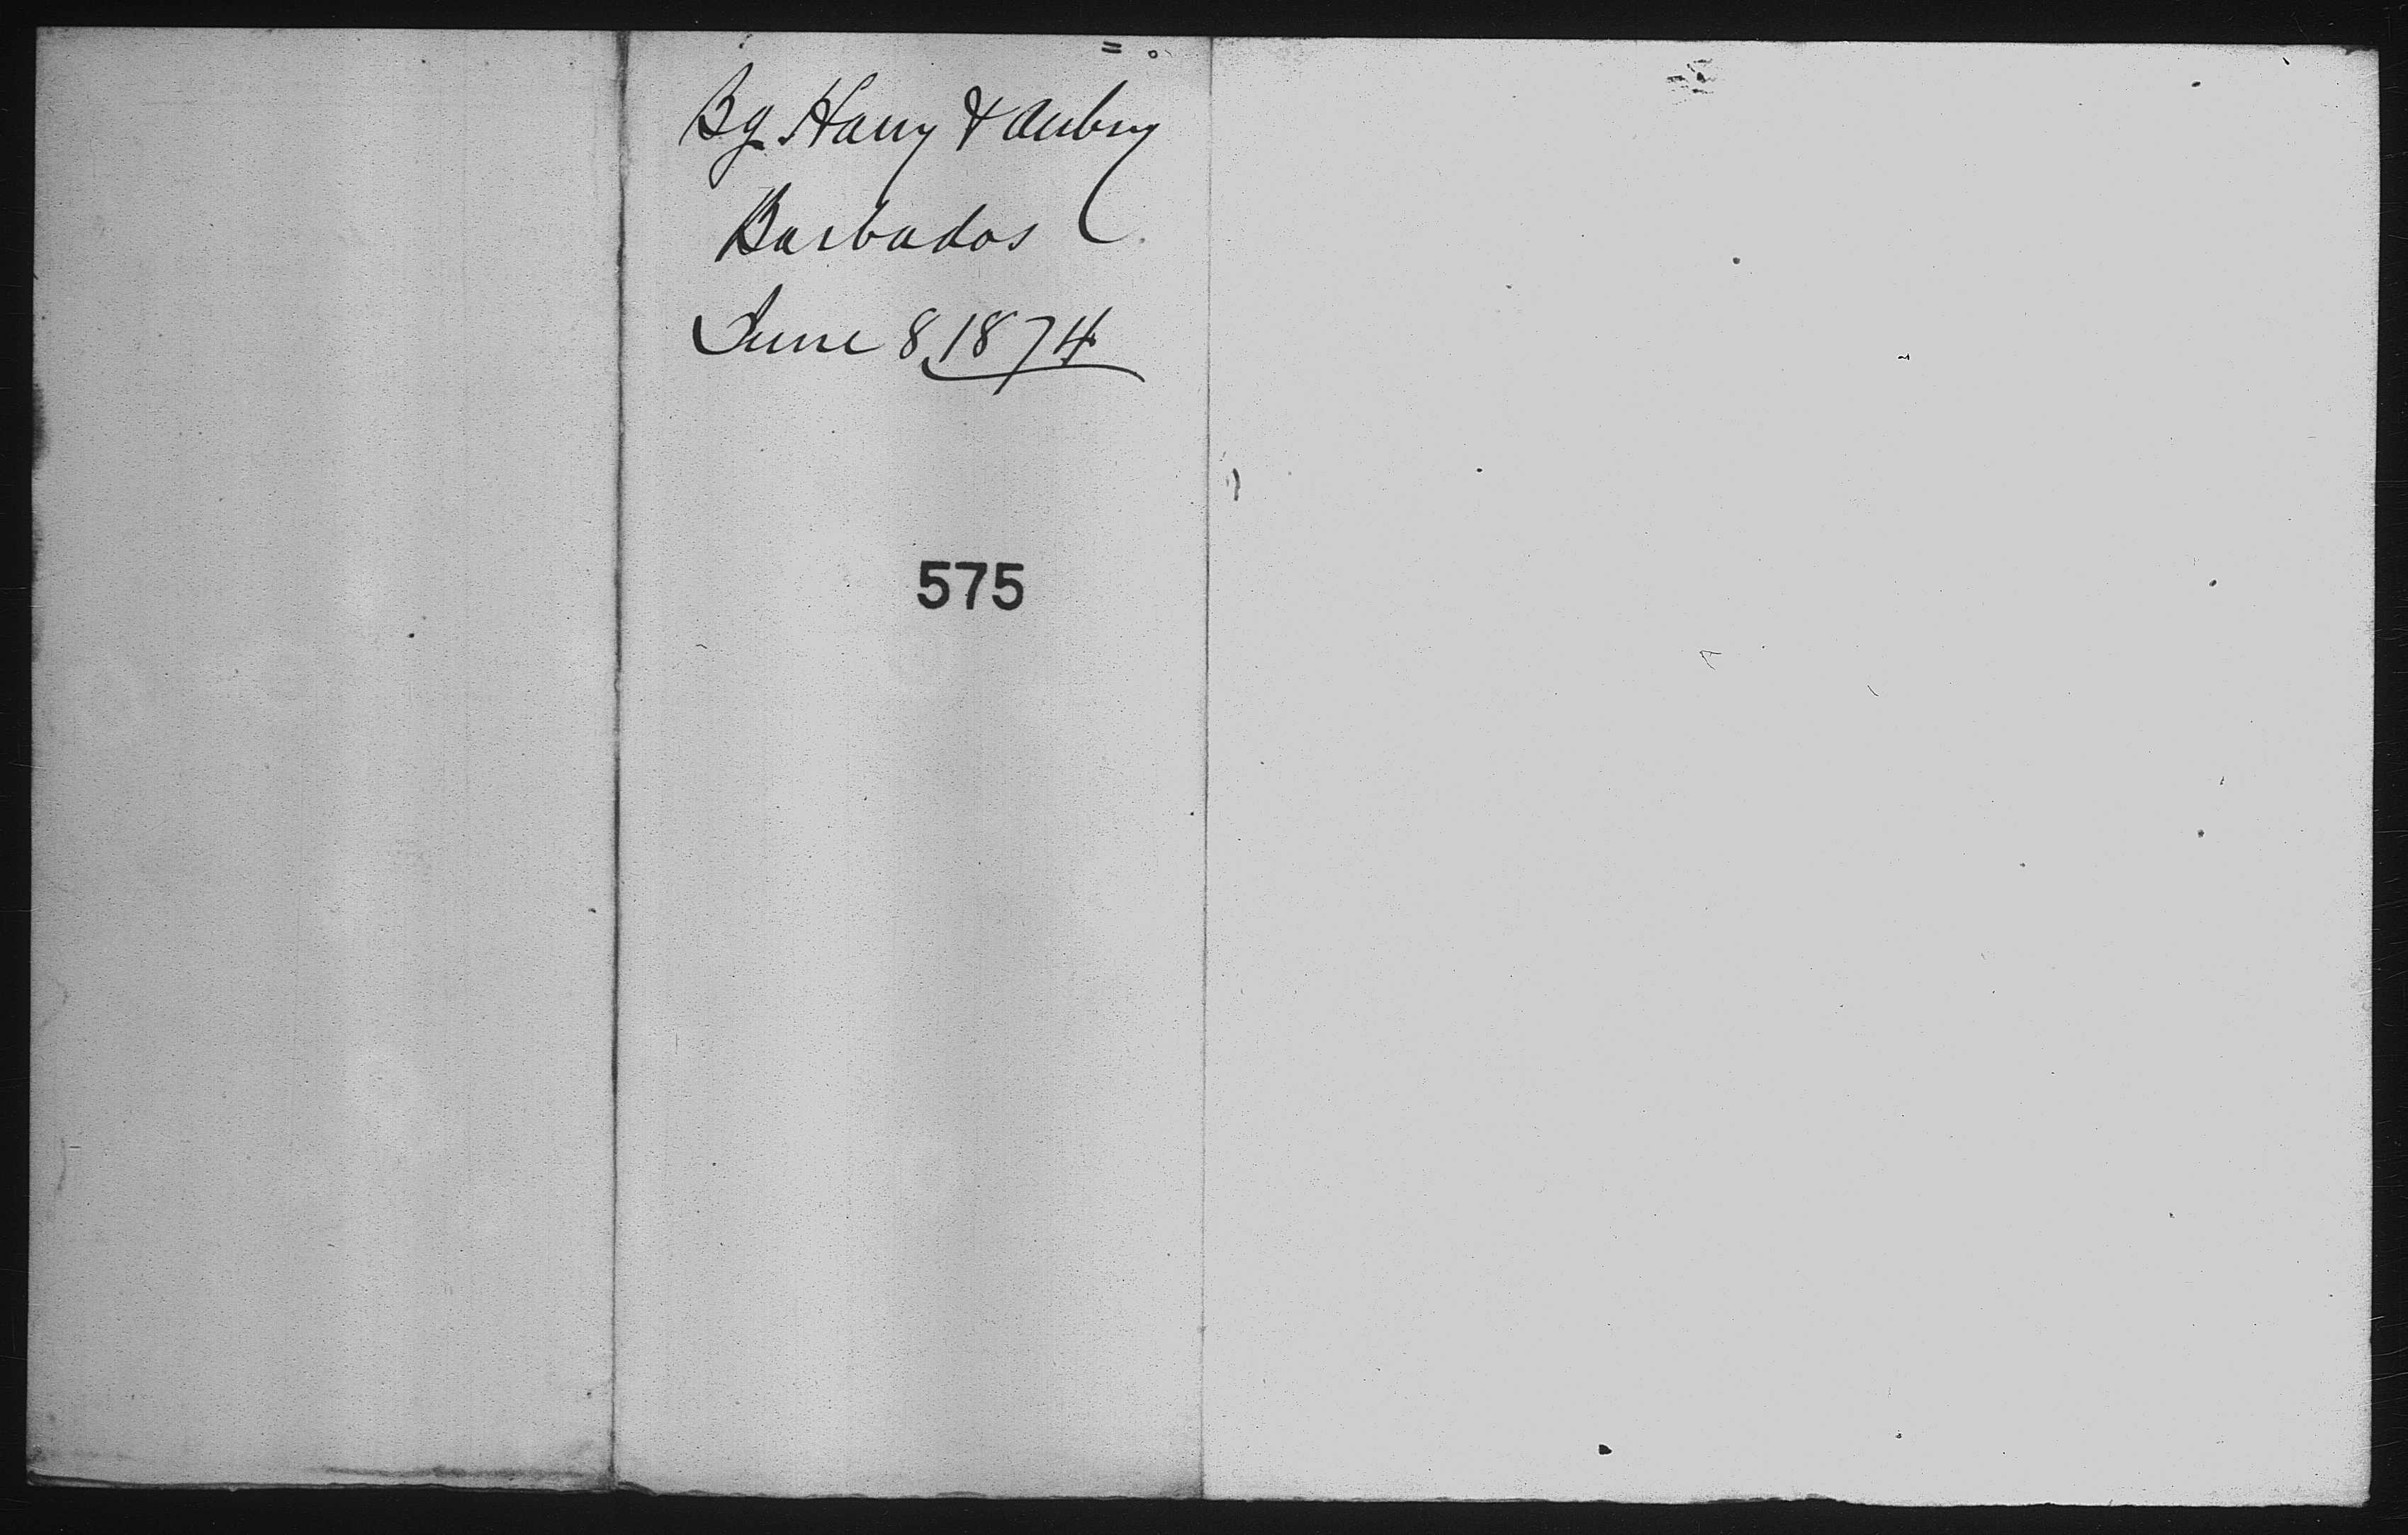 Bg. Harry & Aubry
Barbados
June 8, 1874
575